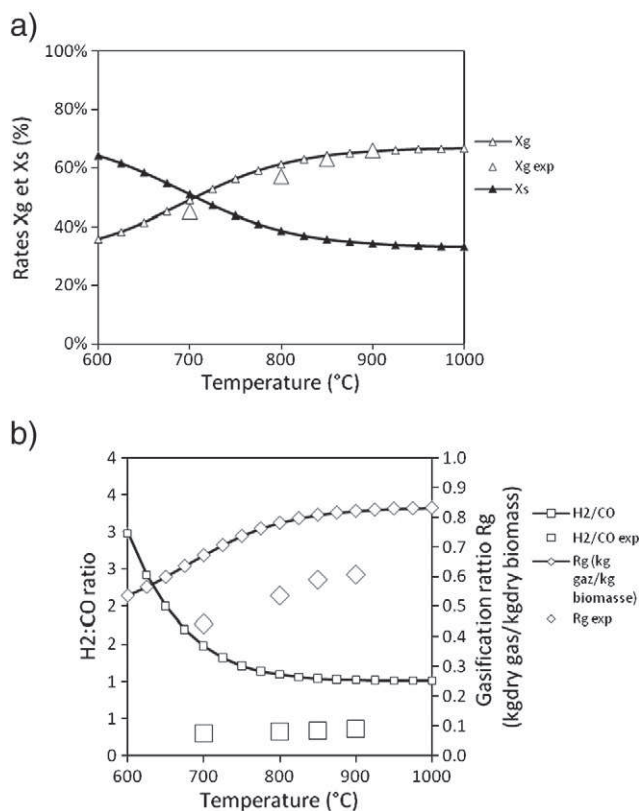 a)
100%
80%
60%
40%
20%
0%
Rates Xg et Xs (%)
600
700
800
900
1000
Temperature (°C)
Xg
Xg exp
Xs
b)
4
4
3
3
2
2
1
1
0
H2:CO ratio
1.0
0.9
0.8
0.7
0.6
0.5
0.4
0.3
0.2
0.1
0.0
Gasification rattio Rg
(kgdry gas/kgdry biomass)
600
700
800
900
1000
Temperature (°C)
H2/CO
H2/CO exp
Rg (kg
gaz/kg
biomasse)
Rg exp